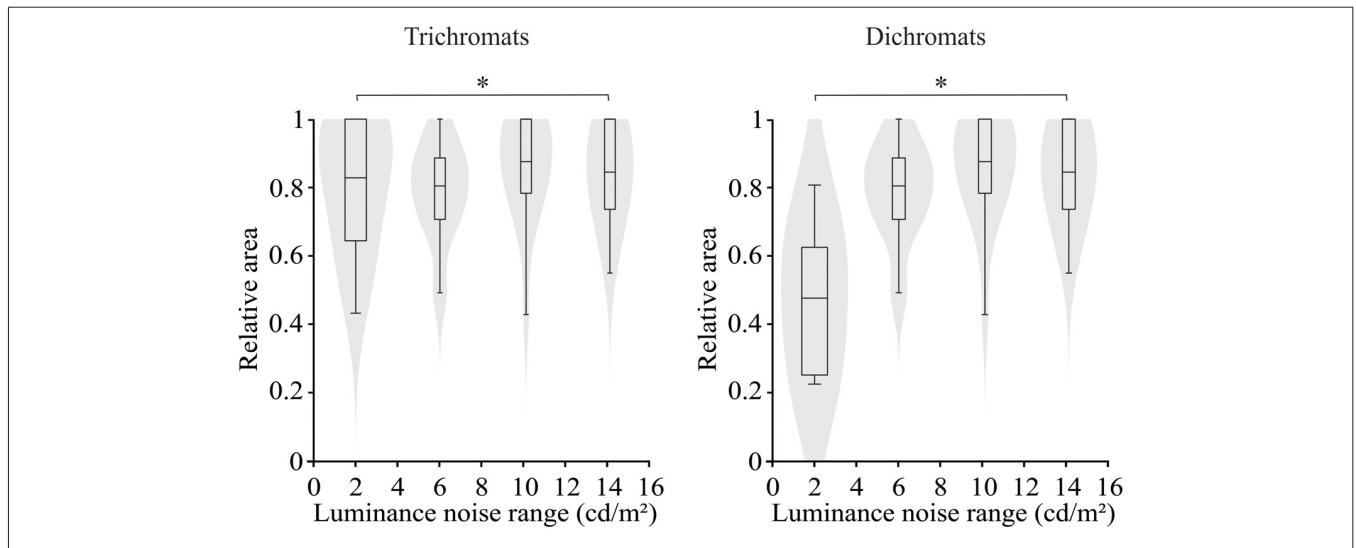 Trichromats
*
1
0.8
0.6
0.4
0.2
0
Relative area
0 2 4 6 8 10 12 14 16
Luminance noise range (cd/m²)
Dichromats
*
1
0.8
0.6
0.4
0.2
0
Relative area
0 2 4 6 8 10 12 14 16
Luminance noise range (cd/m²)